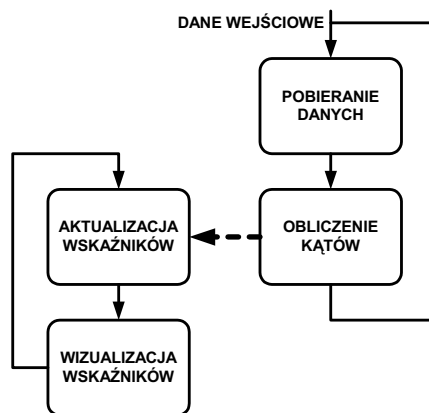 DANE WEJŚCIOWE
POBIERANIE
DANYCH
AKTUALIZACJA
WSKAŹNIKÓW
OBLICZENIE
KĄTÓW
WIZUALIZACJA
WSKAŹNIKÓW